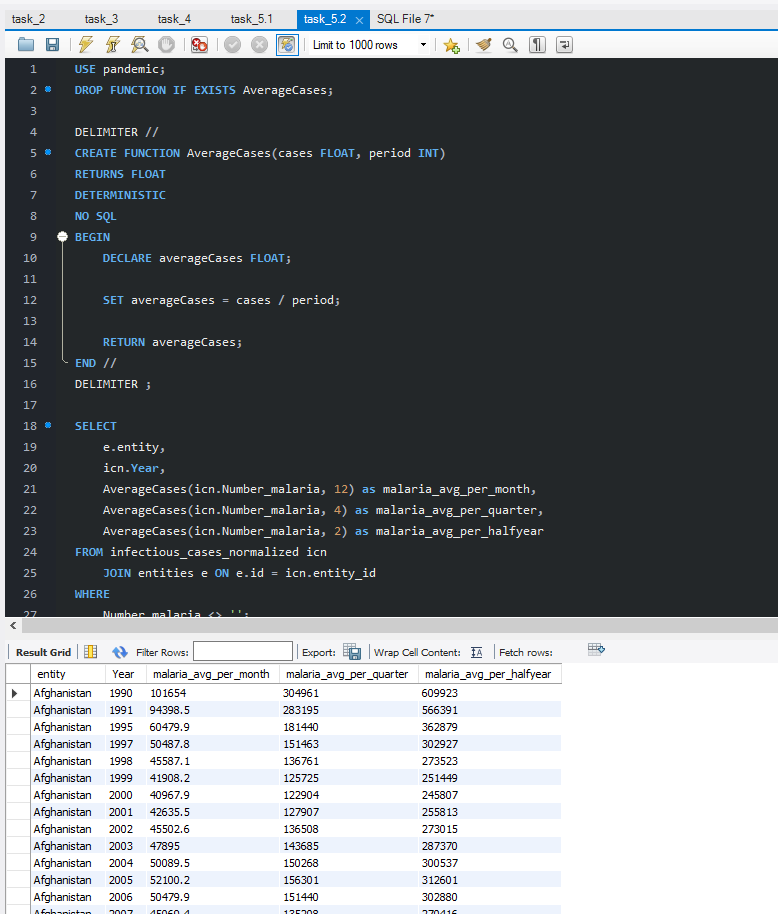 task_2 task_3 task_4 task_5.1 task_5.2 SQL File 7*
Limit to 1000 rows
1 USE pandemic;
2 DROP FUNCTION IF EXISTS AverageCases;
3
4 DELIMITER //
5 CREATE FUNCTION AverageCases(cases FLOAT, period INT)
6 RETURNS FLOAT
7 DETERMINISTIC
8 NO SQL
9 BEGIN
10 DECLARE averageCases FLOAT;
11
12 SET averageCases = cases / period;
13
14 RETURN averageCases;
15 END //
16 DELIMITER ;
17
18 SELECT
19 e.entity,
20 icn.Year,
21 AverageCases(icn.Number_malaria, 12) as malaria_avg_per_month,
22 AverageCases(icn.Number_malaria, 4) as malaria_avg_per_quarter,
23 AverageCases(icn.Number_malaria, 2) as malaria_avg_per_halfyear
24 FROM infectious_cases_normalized icn
25 JOIN entities e ON e.id = icn.entity_id
26 WHERE
27 Number_malaria <> '';
Result Grid Filter Rows: Export: Wrap Cell Content: Fetch rows:
entity Year malaria_avg_per_month malaria_avg_per_quarter malaria_avg_per_halfyear
Afghanistan 1990 101654 304961 609923
Afghanistan 1991 94398.5 283195 566391
Afghanistan 1995 60479.9 181440 362879
Afghanistan 1997 50487.8 151463 302927
Afghanistan 1998 45587.1 136761 273523
Afghanistan 1999 41908.2 125725 251449
Afghanistan 2000 40967.9 122904 245807
Afghanistan 2001 42635.5 127907 255813
Afghanistan 2002 45502.6 136508 273015
Afghanistan 2003 47895 143685 287370
Afghanistan 2004 50089.5 150268 300537
Afghanistan 2005 52100.2 156301 312601
Afghanistan 2006 50479.9 151440 302880
Afghanistan 2007